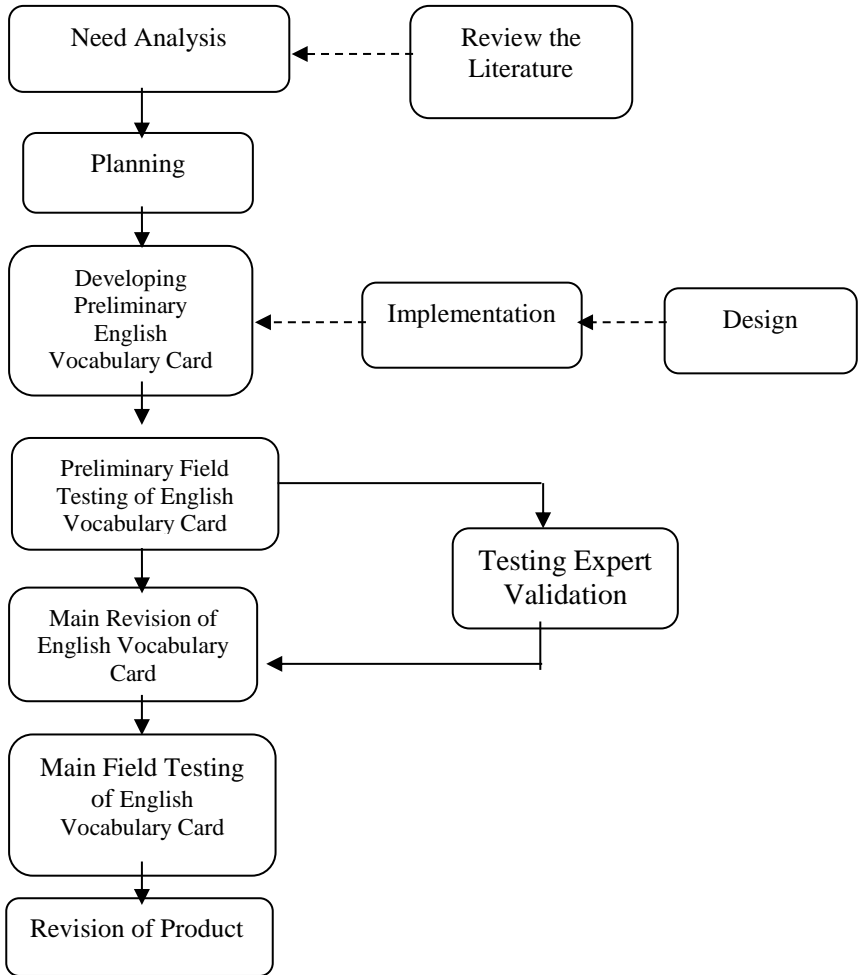 Need Analysis
Review the
Literature
Planning
Developing
Preliminary
English
Vocabulary Card
Implementation
Design
Preliminary Field
Testing of English
Vocabulary Card
Testing Expert
Validation
Main Revision of
English Vocabulary
Card
Main Field Testing
of English
Vocabulary Card
Revision of Product